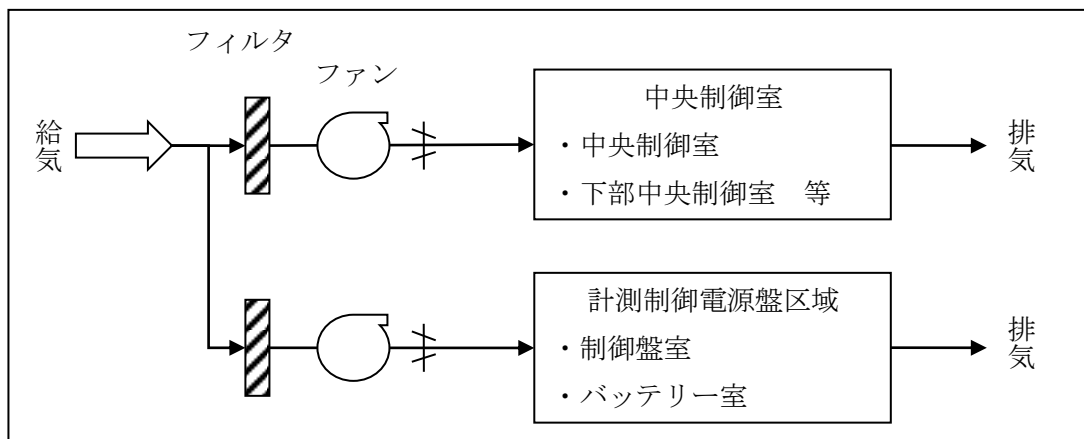 フィルタ
ファン
給気
中央制御室
・中央制御室
・下部中央制御室　等
排気
計測制御電源盤区域
・制御盤室
・バッテリー室
排気